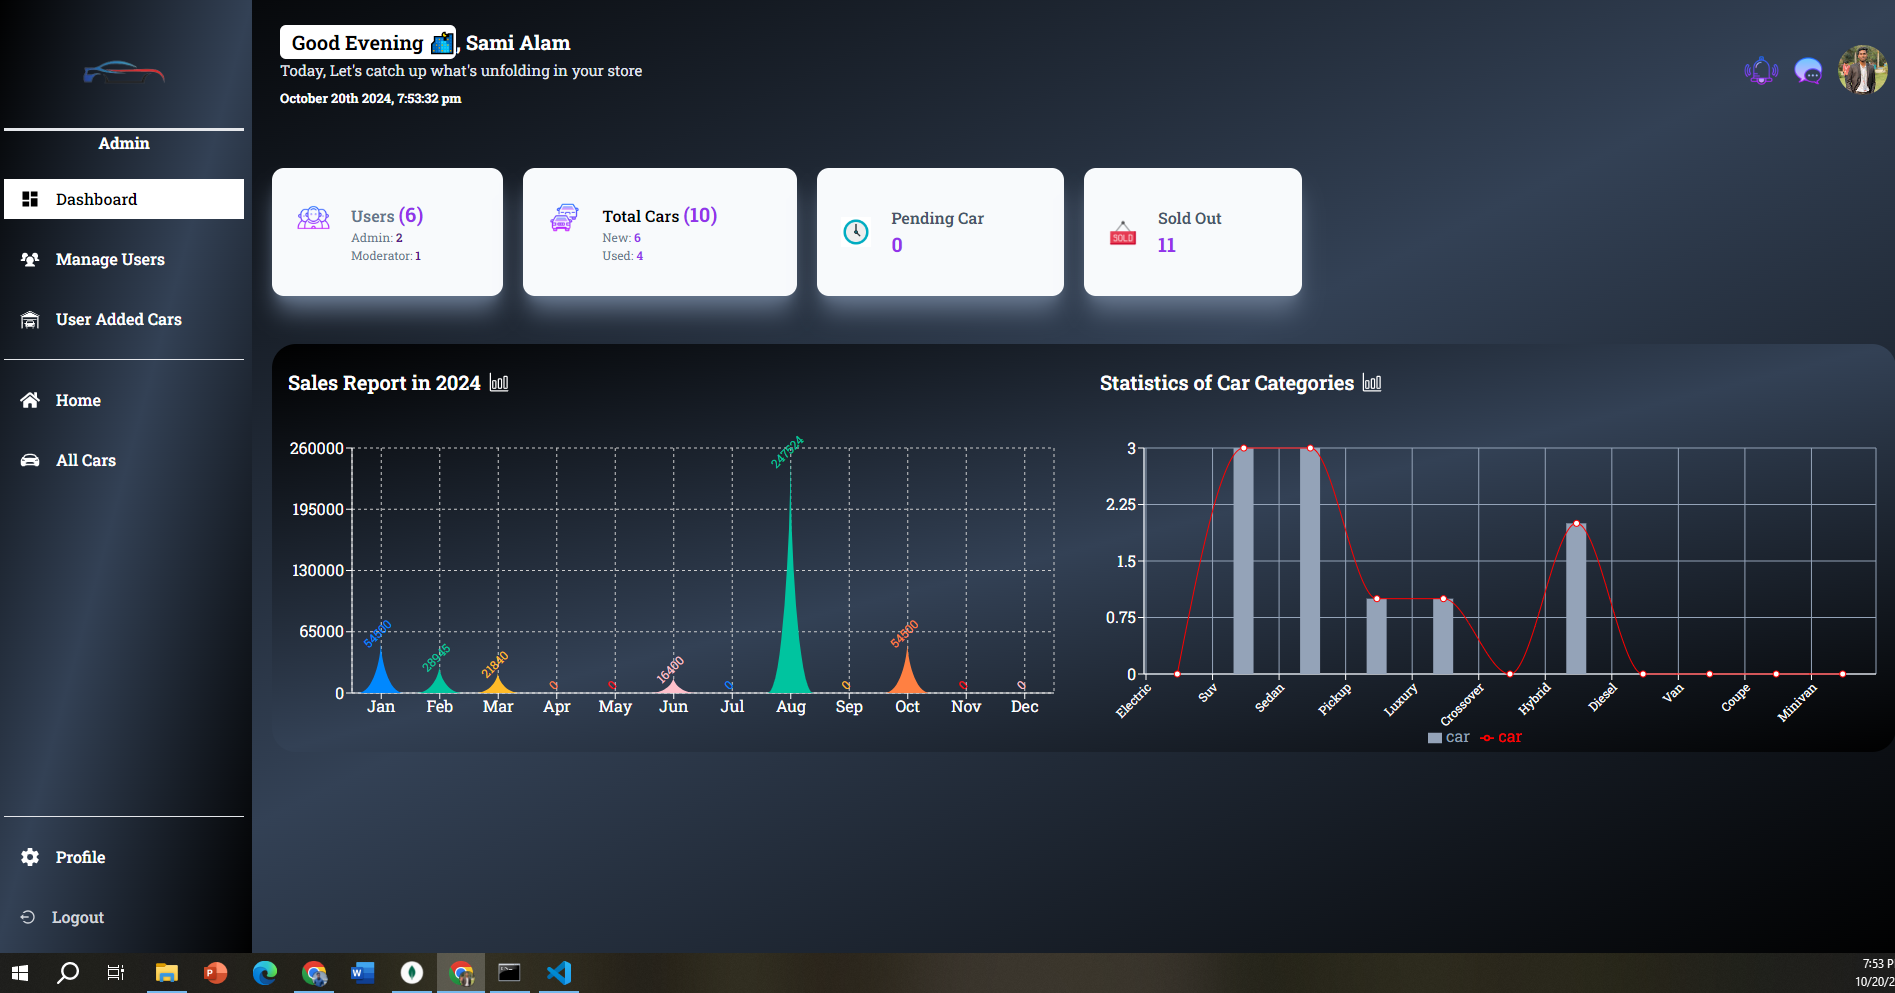 Good Evening, Sami Alam
Today, Let's catch up what's unfolding in your store
October 20th 2024, 7:53:32 pm
Admin
Dashboard
Manage Users
User Added Cars
Home
All Cars
Profile
Logout
Users (6)
Admin: 2
Moderator: 1
Total Cars (10)
New: 6
Used: 4
Pending Car
0
SOLD
Sold Out
11
Sales Report in 2024
260000
195000
130000
65000
0
247924
28945
21840
0
0
16400
0
0
0
0
Jan Feb Mar Apr May Jun Jul Aug Sep Oct Nov Dec
Statistics of Car Categories
3
2.25
1.5
0.75
0
Electric Suv Sedan Pickup Luxury Crossover Hybrid Diesel Van Coupe Minivan
car car
7:53 P
10/20/2